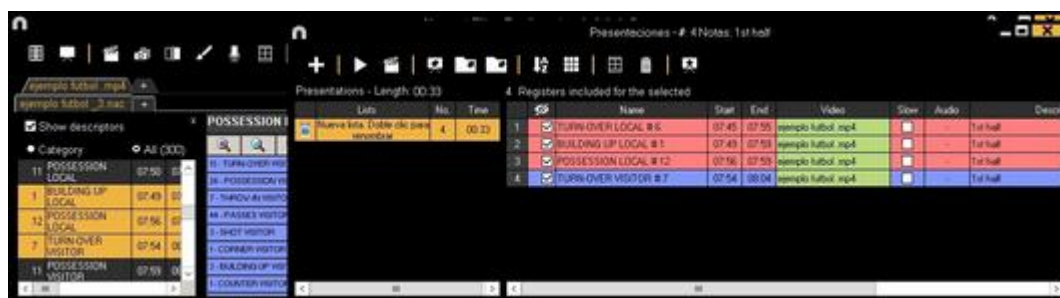 Presentaciones - # 4 Notes, 1st half
ejemplo futbol .mp4 +
ejemplo futbol _3.nac +
Show descriptors
Category
All (300)
11 POSSESSION LOCAL 07:50
1 BUILDING UP LOCAL 07:49
12 POSSESSION LOCAL 07:56
7 TURN-OVER VISITOR 07:54
11 POSSESSION VISITOR 07:59
POSSESSION
7 - THROW-IN VISITOR
44 - PASSES VISITOR
3 - SHOT VISITOR
1 - CORNER VISITOR
1 - COUNTER VISITOR
Presentations - Length: 00:33
Lists No. Time
Nueva lista. Doble clic para renombrar 4 00:33
4 Registers included for the selected
Name Start End Video Slow Audio
1 TURN-OVER LOCAL # 6 07:45 07:55 ejemplo futbol .mp4 1st half
2 BUILDING UP LOCAL # 1 07:49 07:59 ejemplo futbol .mp4 1st half
3 POSSESSION LOCAL # 12 07:56 07:59 ejemplo futbol .mp4 1st half
4 TURN-OVER VISITOR # 7 07:54 08:04 ejemplo futbol .mp4 1st half